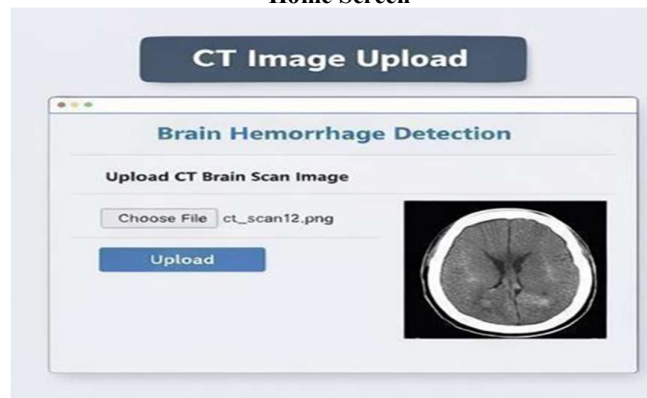 Home Screen
CT Image Upload
Brain Hemorrhage Detection
Upload CT Brain Scan Image
Choose File ct_scan12.png
Upload